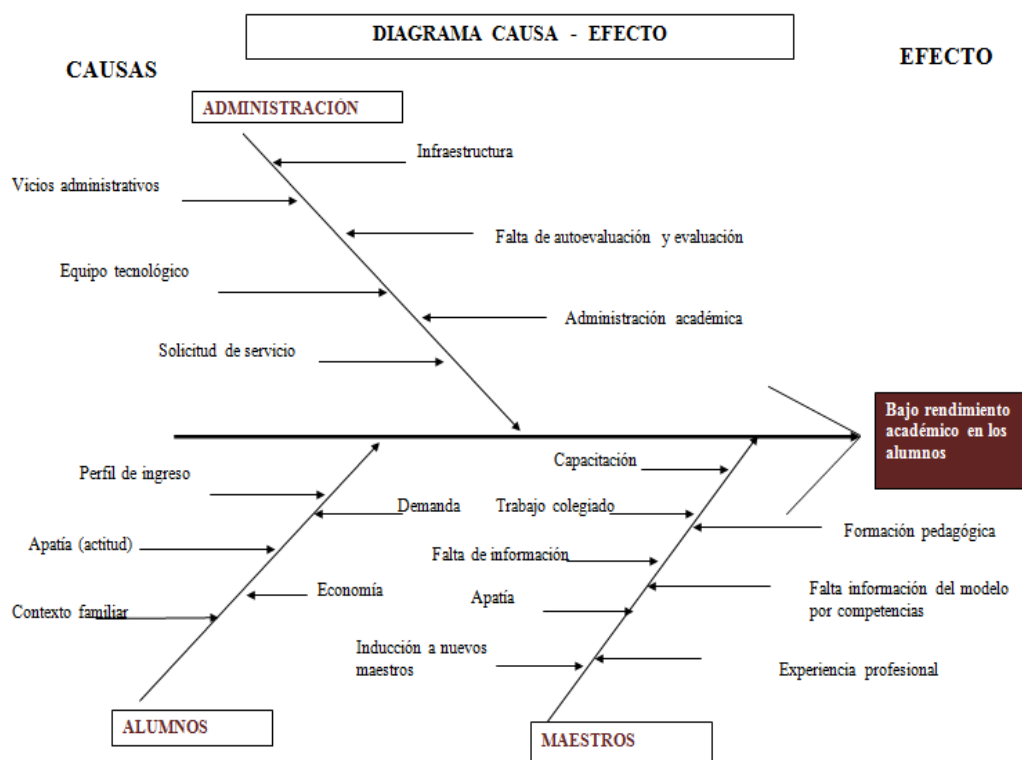 DIAGRAMA CAUSA - EFECTO
CAUSAS
EFECTO
ADMINISTRACIÓN
Infraestructura
Vicios administrativos
Falta de autoevaluación y evaluación
Equipo tecnológico
Administración académica
Solicitud de servicio
Bajo rendimiento
académico en los
alumnos
Capacitación
Perfil de ingreso
Demanda
Trabajo colegiado
Formación pedagógica
Apatía (actitud)
Falta de información
Economía
Apatía
Falta información del modelo
por competencias
Contexto familiar
Inducción a nuevos
maestros
Experiencia profesional
ALUMNOS
MAESTROS